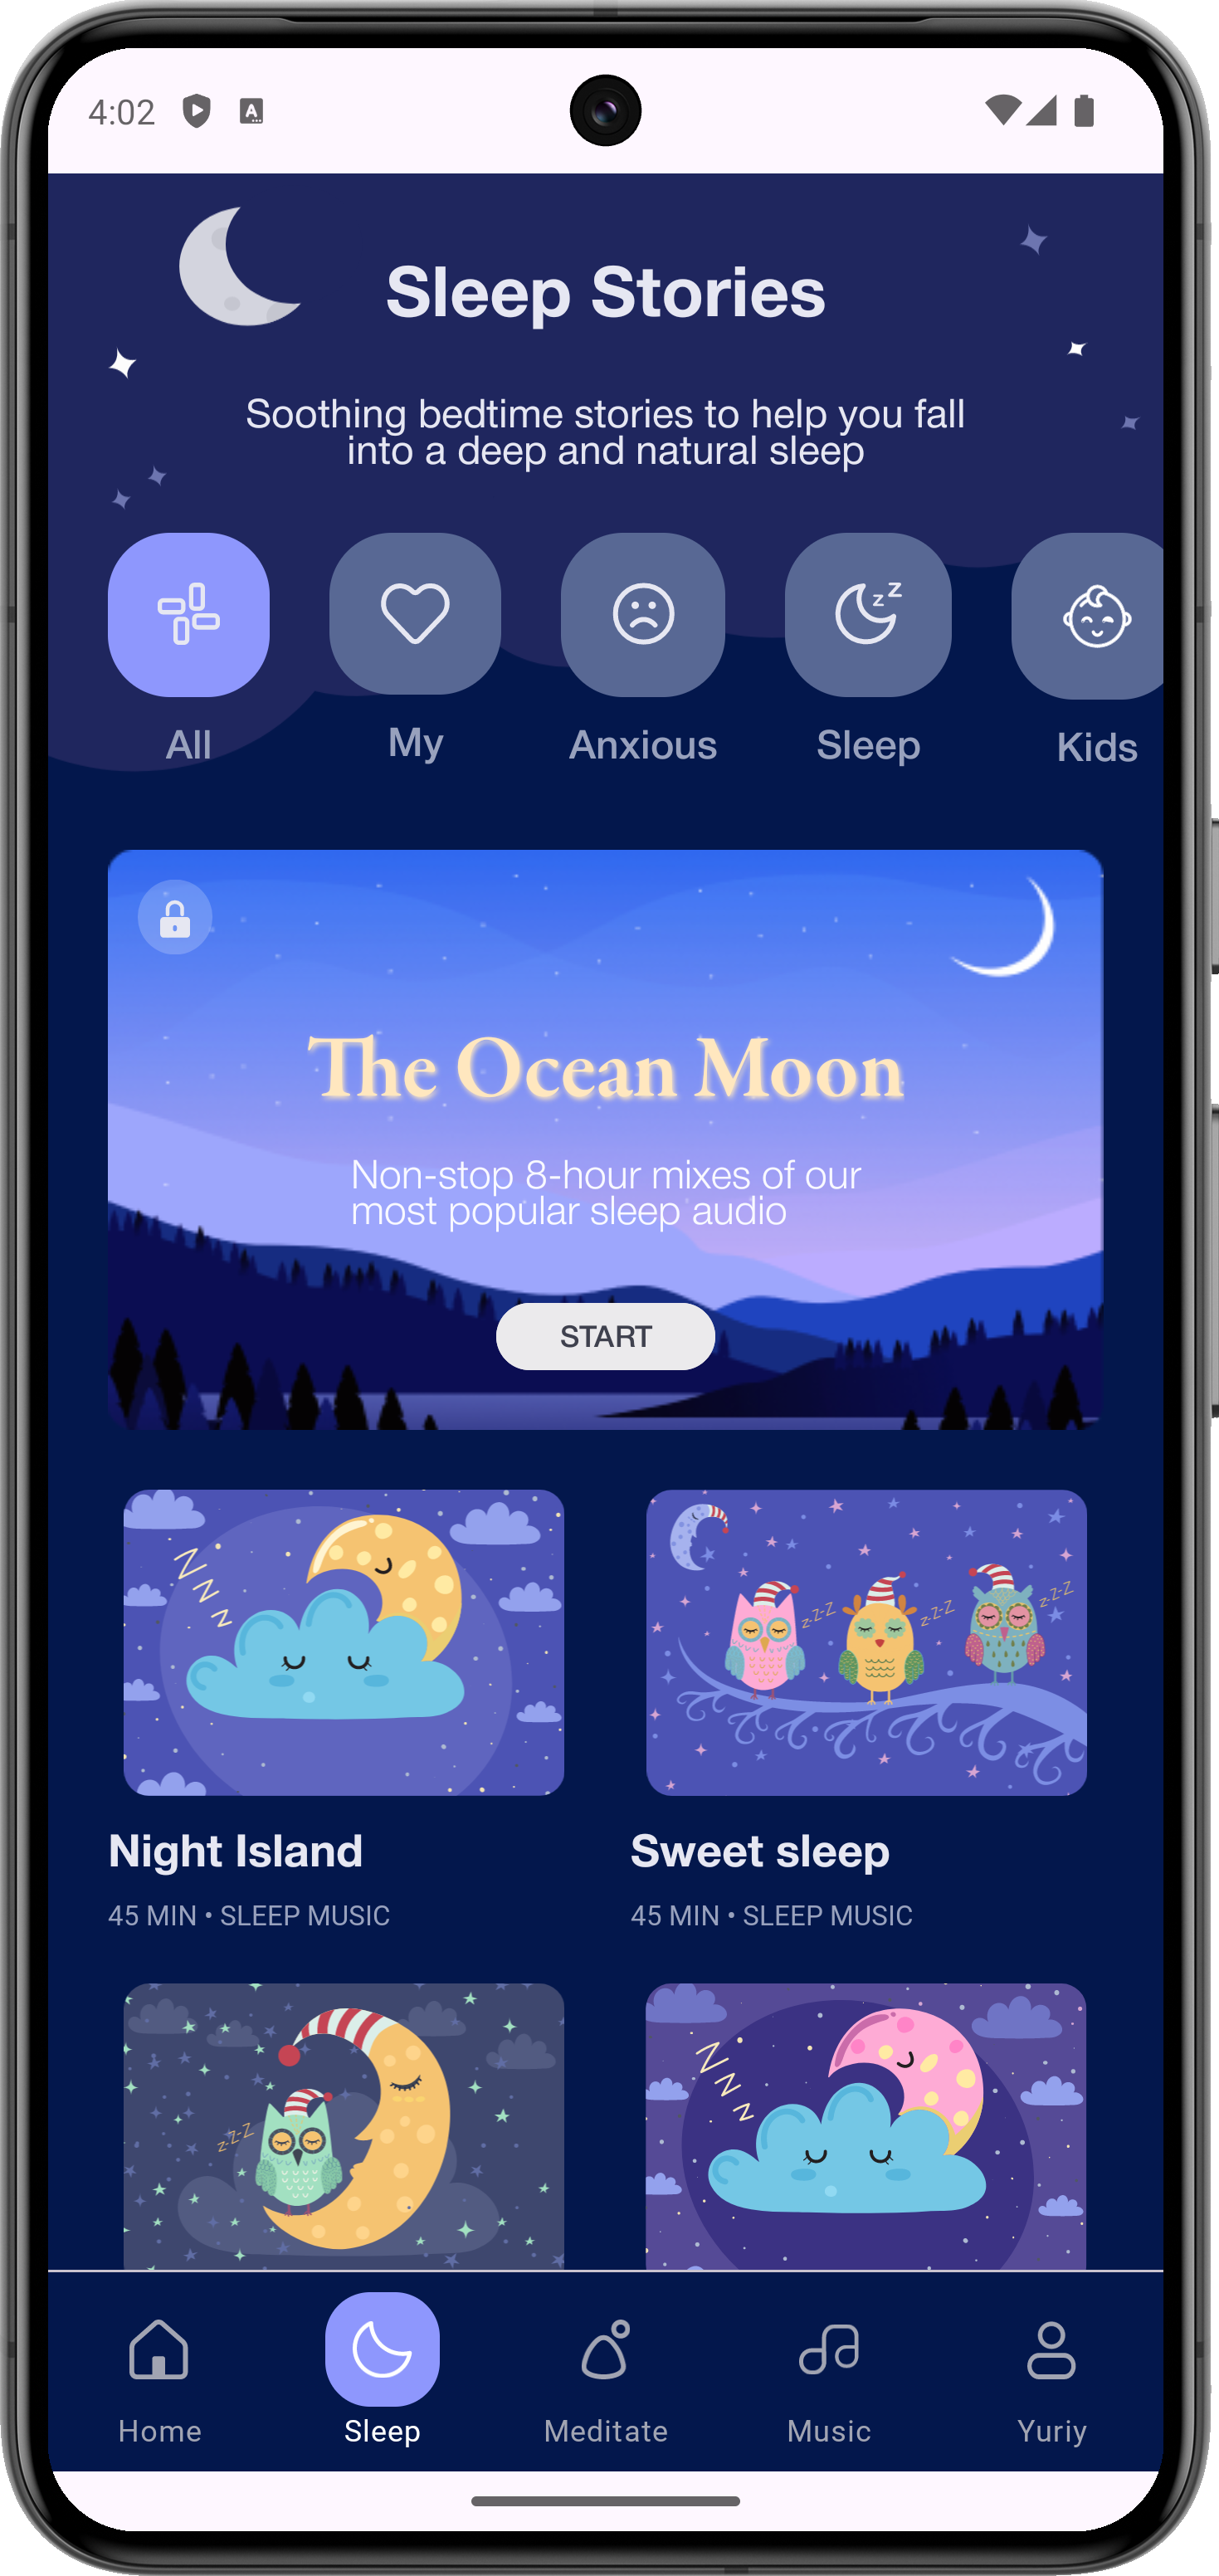 4:02
A
Sleep Stories
Soothing bedtime stories to help you fall
into a deep and natural sleep
z z
All
My
Anxious
Sleep
Kids
The Ocean Moon
Non-stop 8-hour mixes of our
most popular sleep audio
START
Z Z Z
z-Z-Z
z-Z-Z
z-Z-Z
Night Island
Sweet sleep
45 MIN • SLEEP MUSIC
45 MIN • SLEEP MUSIC
z-Z-Z
Z Z Z
Home
Sleep
Meditate
Music
Yuriy